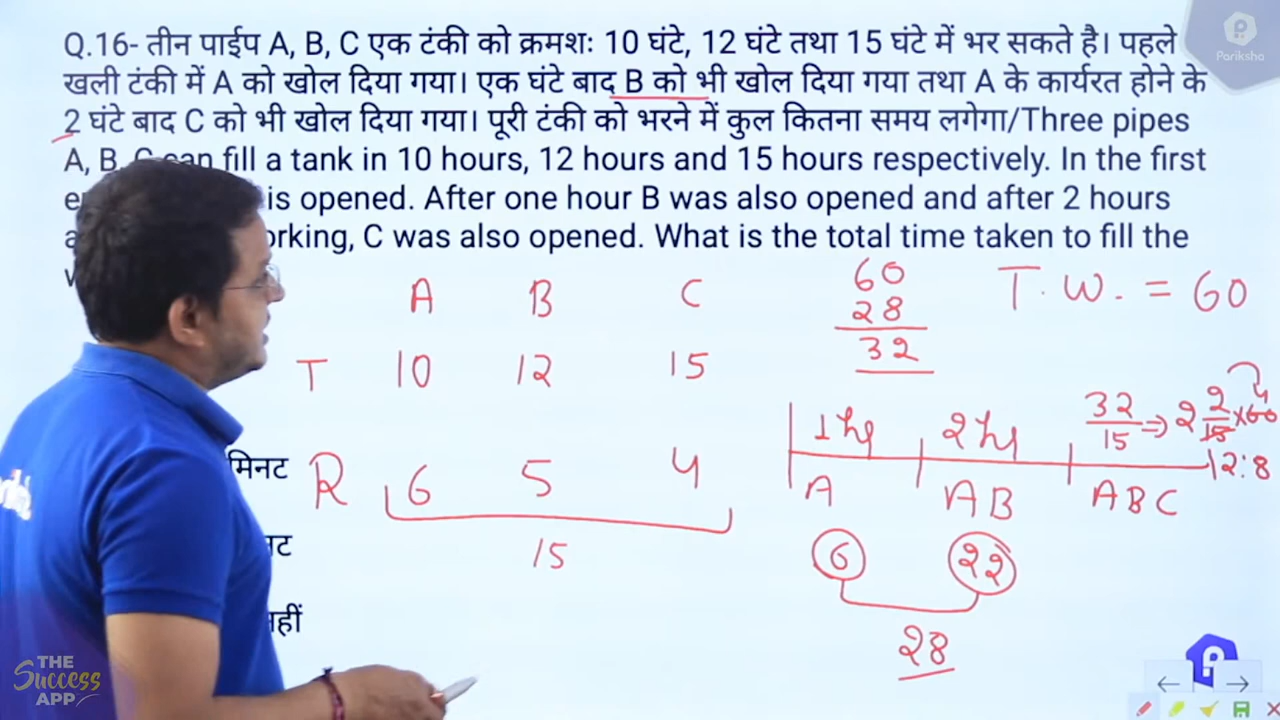 Q.16- तीन पाईप A, B, C एक टंकी को क्रमशः 10 घंटे, 12 घंटे तथा 15 घंटे में भर सकते है। पहले
खली टंकी में A को खोल दिया गया। एक घंटे बाद B को भी खोल दिया गया तथा A के कार्यरत होने के
2 घंटे बाद C को भी खोल दिया गया। पूरी टंकी को भरने में कुल कितना समय लगेगा/Three pipes
A, B, C can fill a tank in 10 hours, 12 hours and 15 hours respectively. In the first
is opened. After one hour B was also opened and after 2 hours
orking, C was also opened. What is the total time taken to fill the
Pariksha
A B C
T 10 12 15
R 6 5 4
15
60
28
32
T.W. = 60
1hr 2hr 32/15 ⇒ 2 2/15 ×60
12:8
A AB ABC
6 22
28
मिनट
नट
नहीं
THE
Success
APP